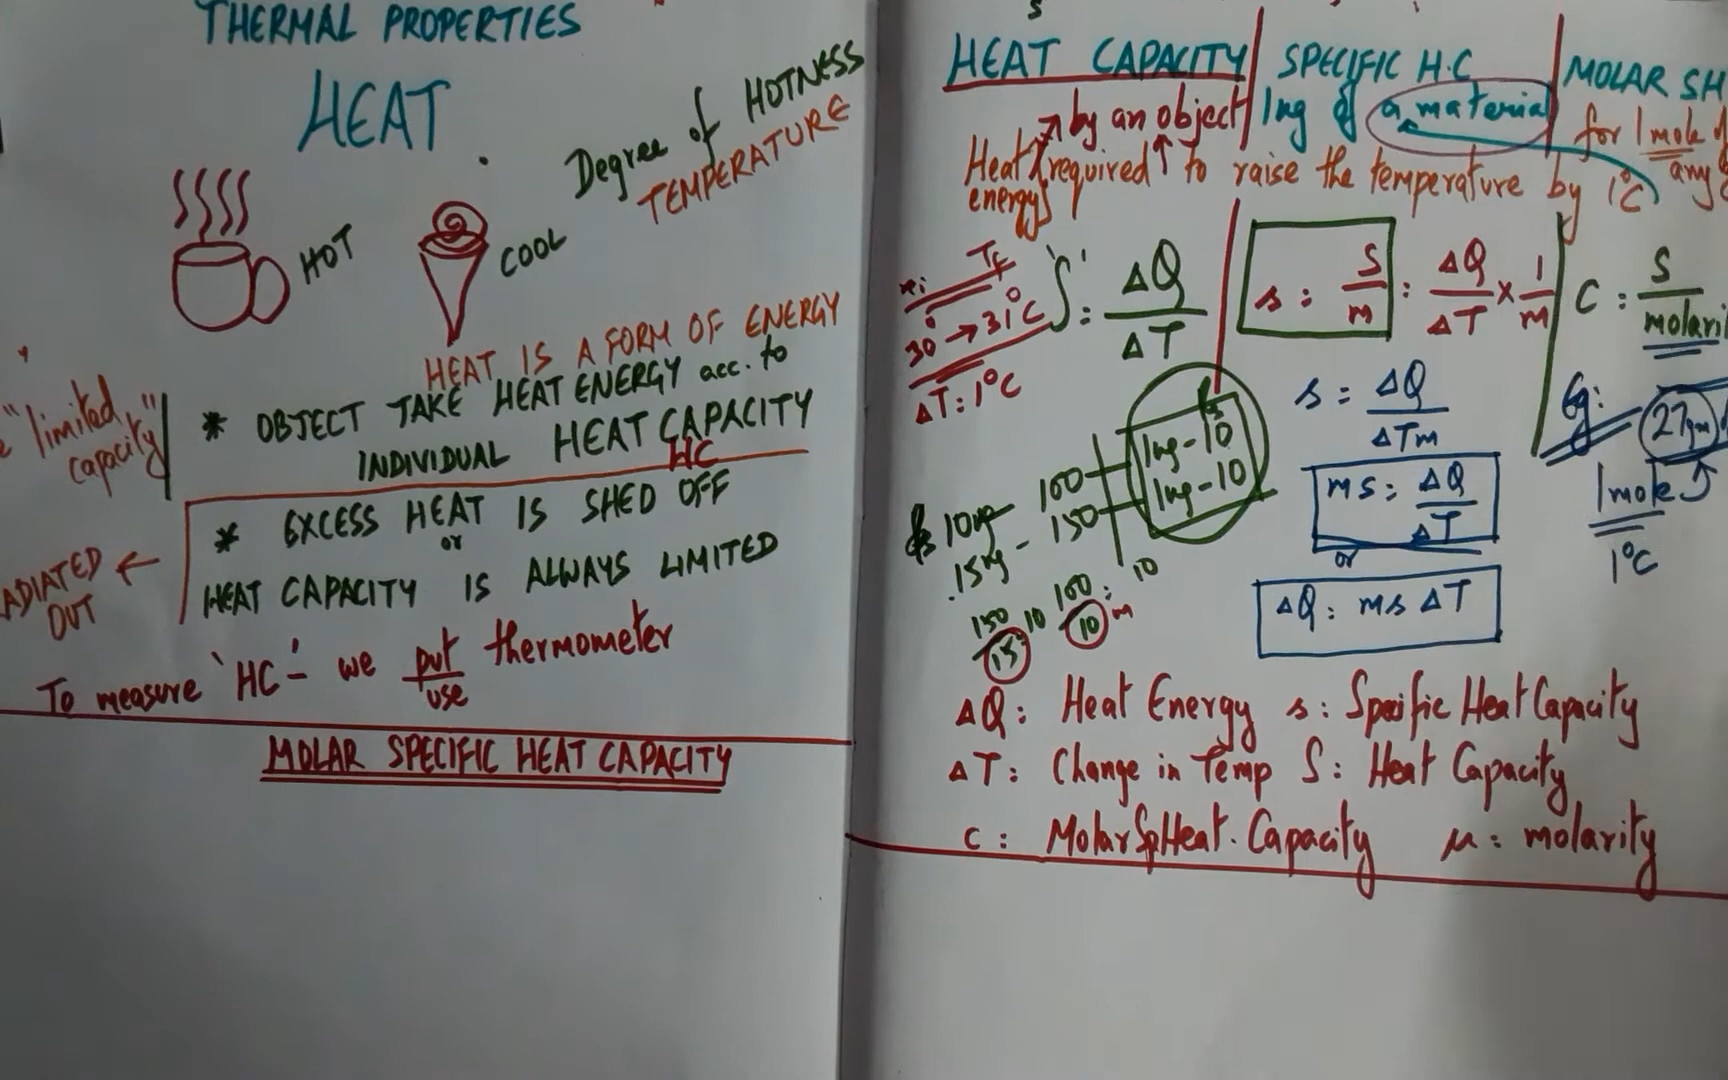 THERMAL PROPERTIES
HEAT
Degree of HOTNESS
TEMPERATURE
HOT
COOL
HEAT IS A FORM OF ENERGY
"limited
capacity"
* OBJECT TAKE HEAT ENERGY acc. to
INDIVIDUAL HEAT CAPACITY
HC
* EXCESS HEAT IS SHED OFF
or
HEAT CAPACITY IS ALWAYS LIMITED
ADIATED
OUT
To measure 'HC' - we put thermometer
use
MOLAR SPECIFIC HEAT CAPACITY
s
HEAT CAPACITY
by an object
Heat required to raise the temperature by 1°C
energy
SPECIFIC H.C
1kg of a material
MOLAR SH
for 1 mole of
any
Tf
30° → 31°C
ΔT: 1°C
'S' : ΔQ / ΔT
s : S/m : ΔQ/ΔT × 1/m
s : ΔQ / ΔTm
ms : ΔQ / ΔT
or
ΔQ : ms ΔT
C : S / molari
Eg: 27gm
1 mole
1°C
1kg - 10
1kg - 10
10kg - 100
15kg - 150
150 / 15 : 10
100 / 10 : 10
m
ΔQ : Heat Energy s : Specific Heat Capacity
ΔT : Change in Temp S : Heat Capacity
C : Molar Sp Heat. Capacity μ : molarity